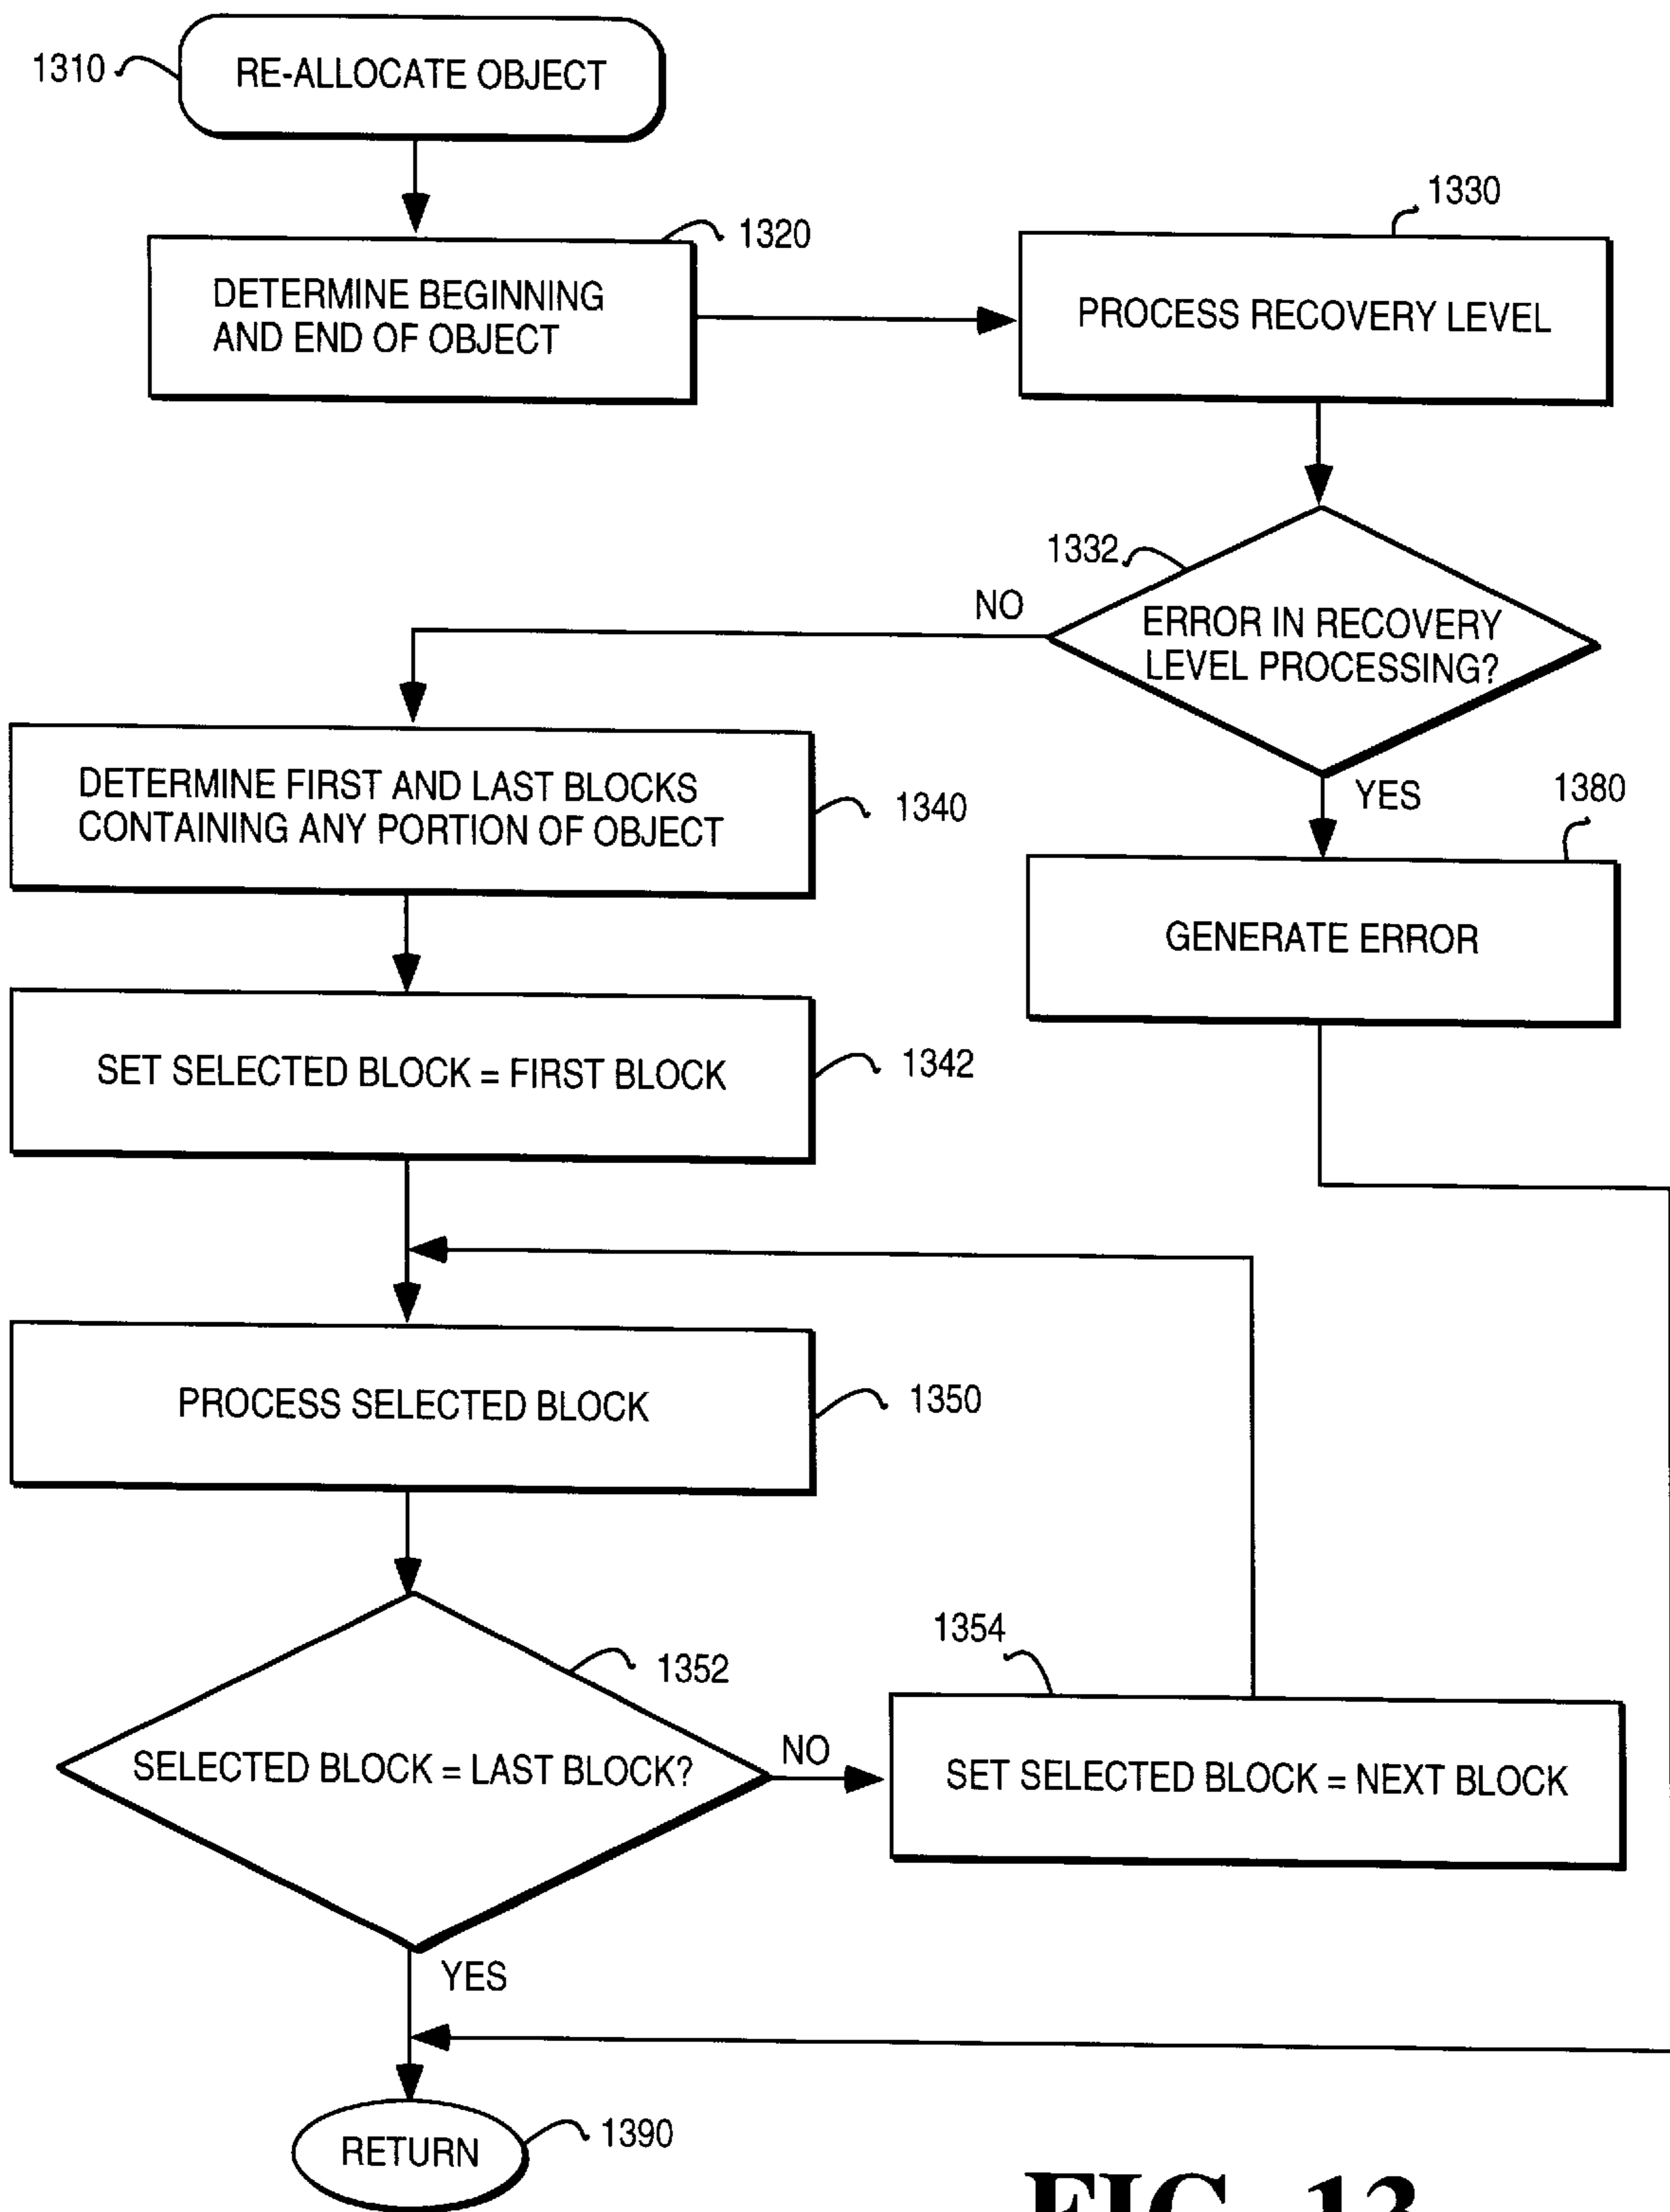 1310
RE-ALLOCATE OBJECT
1320
DETERMINE BEGINNING
AND END OF OBJECT
1330
PROCESS RECOVERY LEVEL
1332
ERROR IN RECOVERY
LEVEL PROCESSING?
NO
YES
1380
GENERATE ERROR
DETERMINE FIRST AND LAST BLOCKS
CONTAINING ANY PORTION OF OBJECT
1340
SET SELECTED BLOCK = FIRST BLOCK
1342
PROCESS SELECTED BLOCK
1350
1352
SELECTED BLOCK = LAST BLOCK?
NO
1354
SET SELECTED BLOCK = NEXT BLOCK
YES
RETURN
1390
FIG. 13